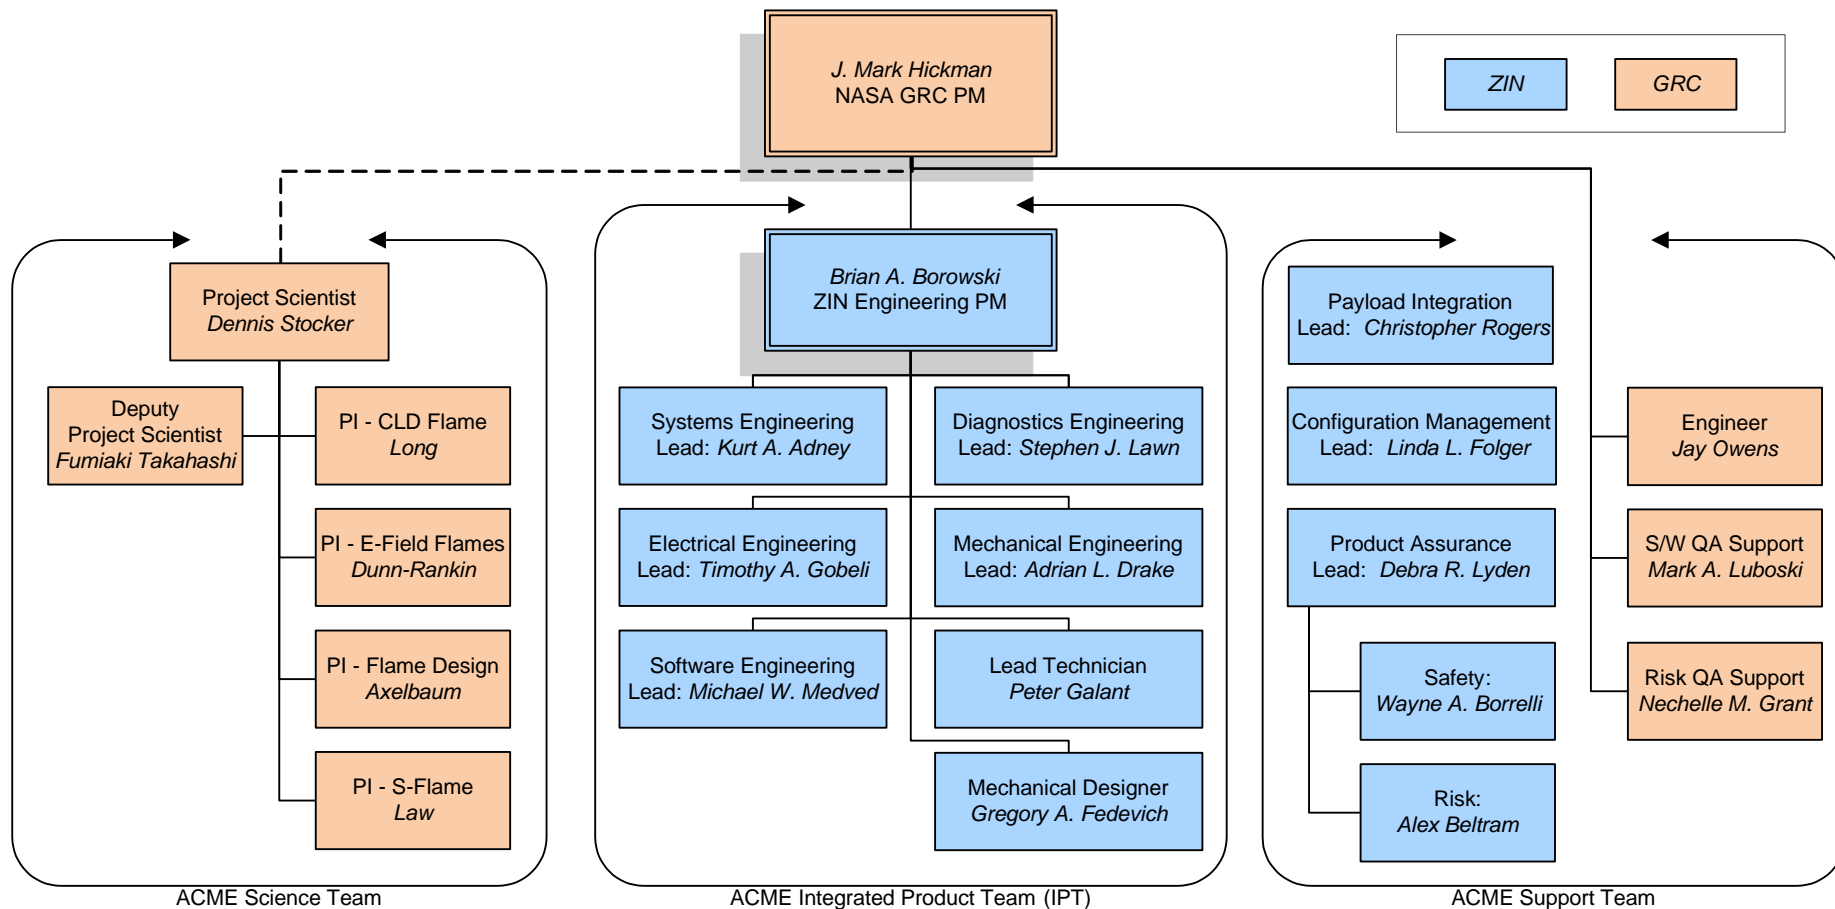 J. Mark Hickman
NASA GRC PM
ZIN
GRC
Project Scientist
Dennis Stocker
Deputy
Project Scientist
Fumiaki Takahashi
PI - CLD Flame
Long
PI - E-Field Flames
Dunn-Rankin
PI - Flame Design
Axelbaum
PI - S-Flame
Law
ACME Science Team
Brian A. Borowski
ZIN Engineering PM
Systems Engineering
Lead: Kurt A. Adney
Diagnostics Engineering
Lead: Stephen J. Lawn
Electrical Engineering
Lead: Timothy A. Gobeli
Mechanical Engineering
Lead: Adrian L. Drake
Software Engineering
Lead: Michael W. Medved
Lead Technician
Peter Galant
Mechanical Designer
Gregory A. Fedevich
ACME Integrated Product Team (IPT)
Payload Integration
Lead: Christopher Rogers
Configuration Management
Lead: Linda L. Folger
Product Assurance
Lead: Debra R. Lyden
Safety:
Wayne A. Borrelli
Risk:
Alex Beltram
Engineer
Jay Owens
S/W QA Support
Mark A. Luboski
Risk QA Support
Nechelle M. Grant
ACME Support Team